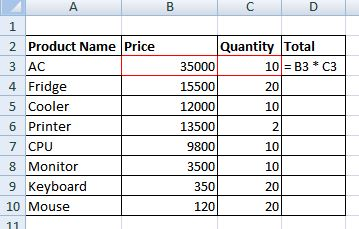 A B C D
1
2 Product Name Price Quantity Total
3 AC 35000 10 = B3 * C3
4 Fridge 15500 20
5 Cooler 12000 10
6 Printer 13500 2
7 CPU 9800 10
8 Monitor 3500 10
9 Keyboard 350 20
10 Mouse 120 20
11